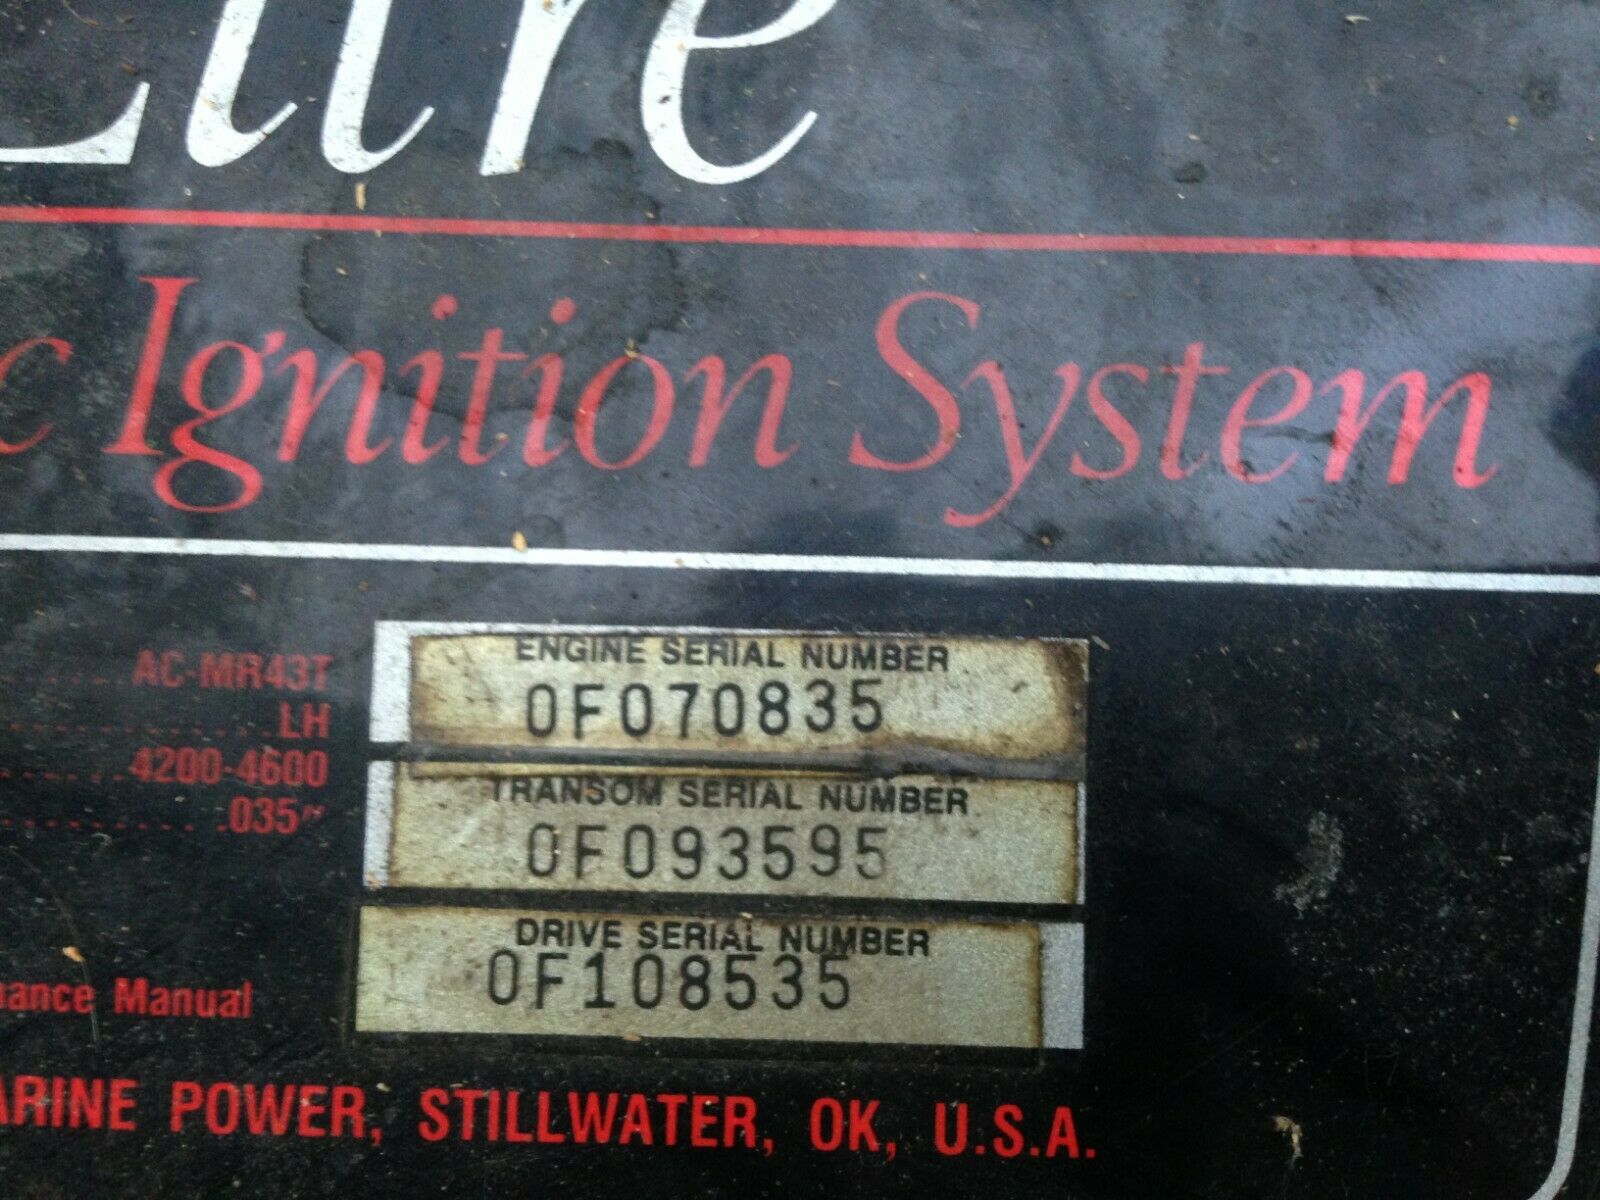 Litre
c Ignition System
AC-MR43T
LH
4200-4600
.035"
ENGINE SERIAL NUMBER
0F070835
TRANSOM SERIAL NUMBER
0F093595
DRIVE SERIAL NUMBER
0F108535
nance Manual
ARINE POWER, STILLWATER, OK, U.S.A.